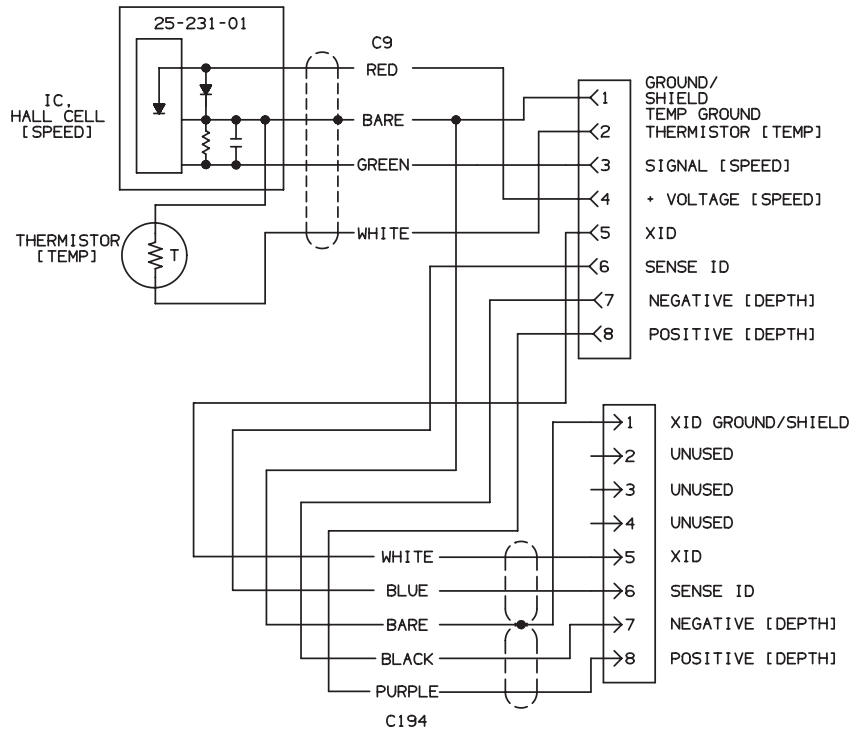 25-231-01
C9
RED
IC,
HALL CELL
[SPEED]
BARE
GREEN
WHITE
THERMISTOR
[TEMP]
T
1 GROUND/
SHIELD
TEMP GROUND
2 THERMISTOR [TEMP]
3 SIGNAL [SPEED]
4 + VOLTAGE [SPEED]
5 XID
6 SENSE ID
7 NEGATIVE [DEPTH]
8 POSITIVE [DEPTH]
1 XID GROUND/SHIELD
2 UNUSED
3 UNUSED
4 UNUSED
WHITE 5 XID
BLUE 6 SENSE ID
BARE 7 NEGATIVE [DEPTH]
BLACK 8 POSITIVE [DEPTH]
PURPLE
C194